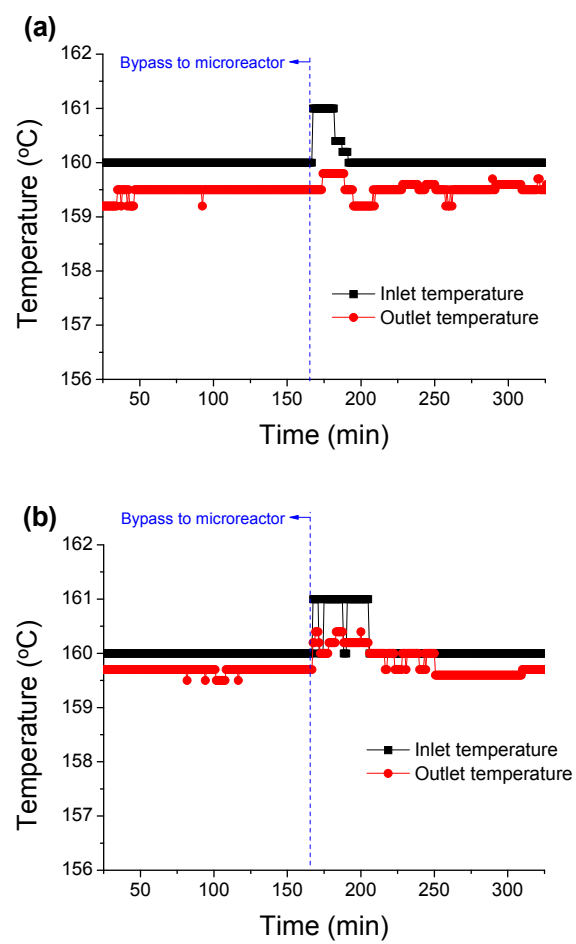 (a)
162
161
160
159
158
157
156
Temperature (ºC)
Bypass to microreactor
Inlet temperature
Outlet temperature
50 100 150 200 250 300
Time (min)
(b)
162
161
160
159
158
157
156
Temperature (ºC)
Bypass to microreactor
Inlet temperature
Outlet temperature
50 100 150 200 250 300
Time (min)